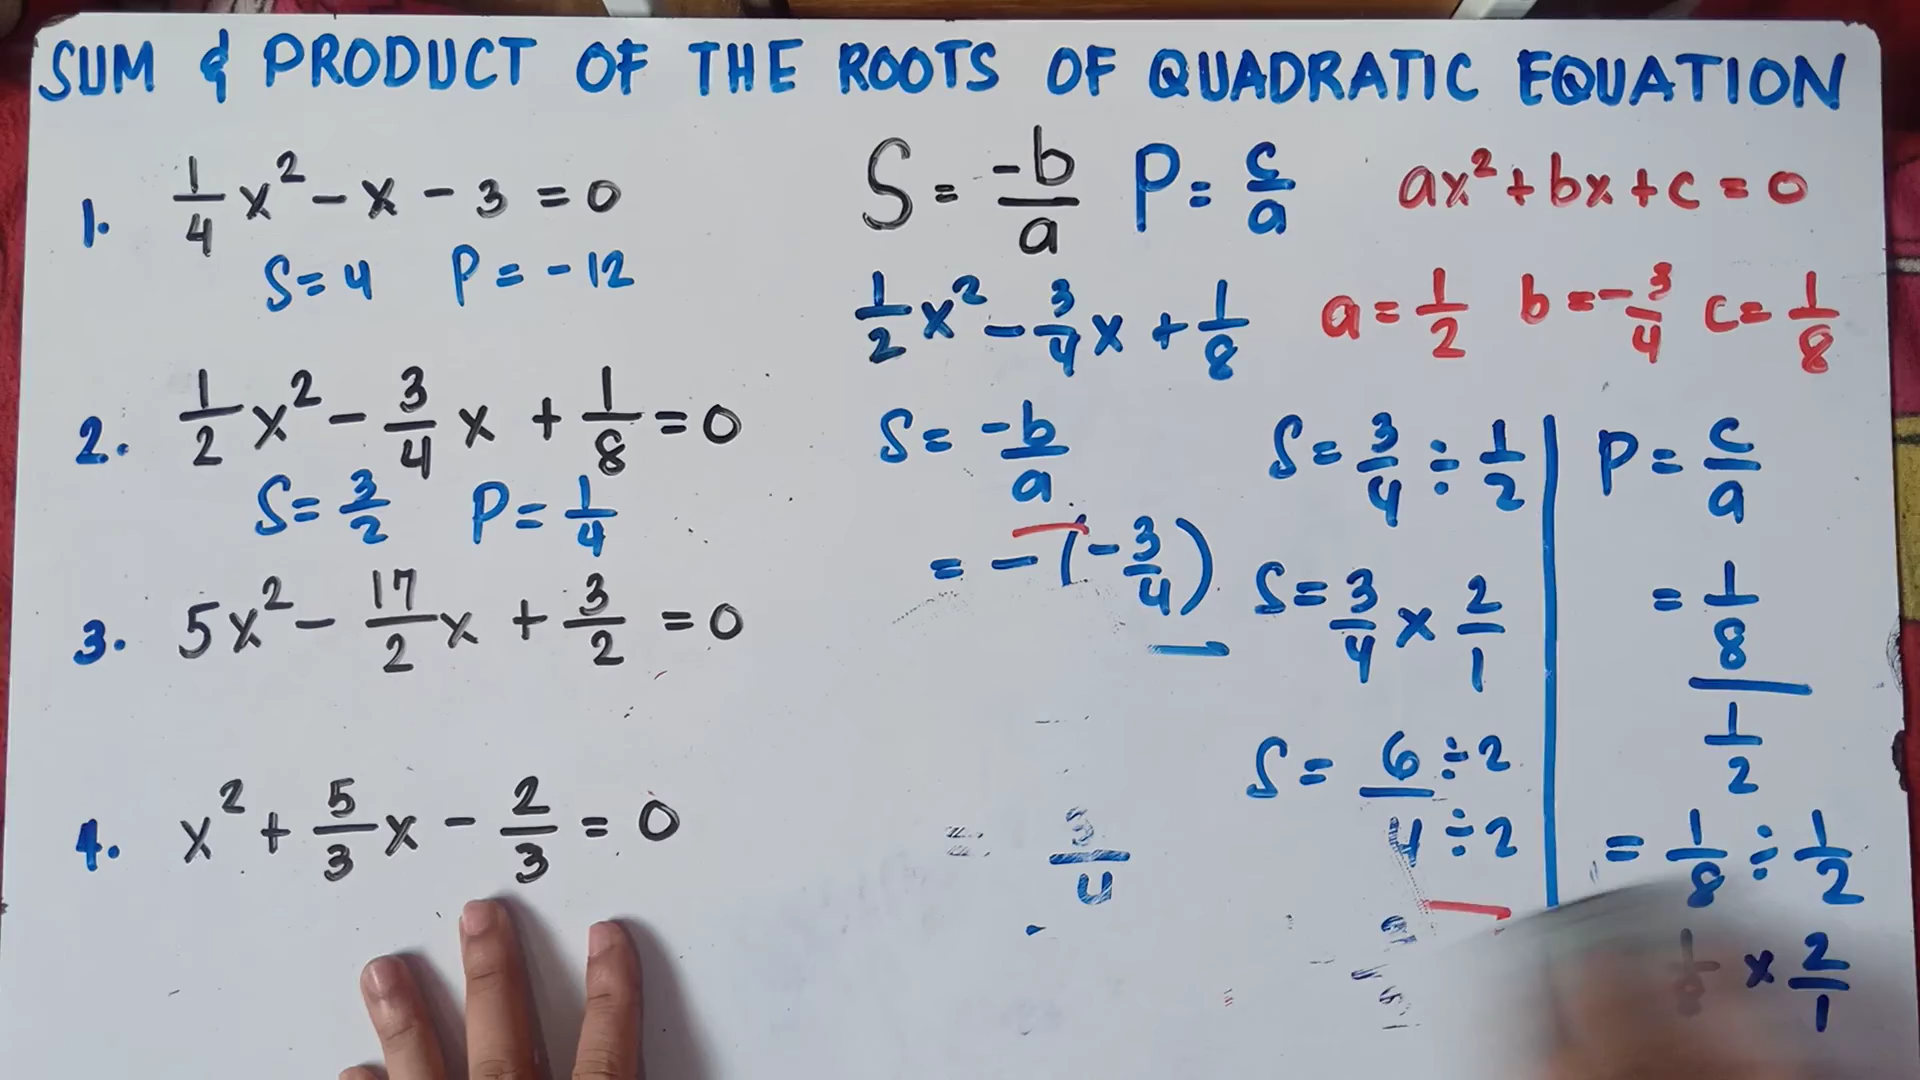 SUM & PRODUCT OF THE ROOTS OF QUADRATIC EQUATION
1. 1/4 x² - x - 3 = 0
S = 4 P = -12
2. 1/2 x² - 3/4 x + 1/8 = 0
S = 3/2 P = 1/4
3. 5x² - 17/2 x + 3/2 = 0
4. x² + 5/3 x - 2/3 = 0
S = -b/a P = c/a ax² + bx + c = 0
1/2 x² - 3/4 x + 1/8 a = 1/2 b = -3/4 c = 1/8
S = -b/a
= -(-3/4)
= 3/4
S = 3/4 ÷ 1/2
S = 3/4 × 2/1
S = 6 ÷ 2
4 ÷ 2
P = c/a
= 1/8
1/2
= 1/8 ÷ 1/2
× 2/1